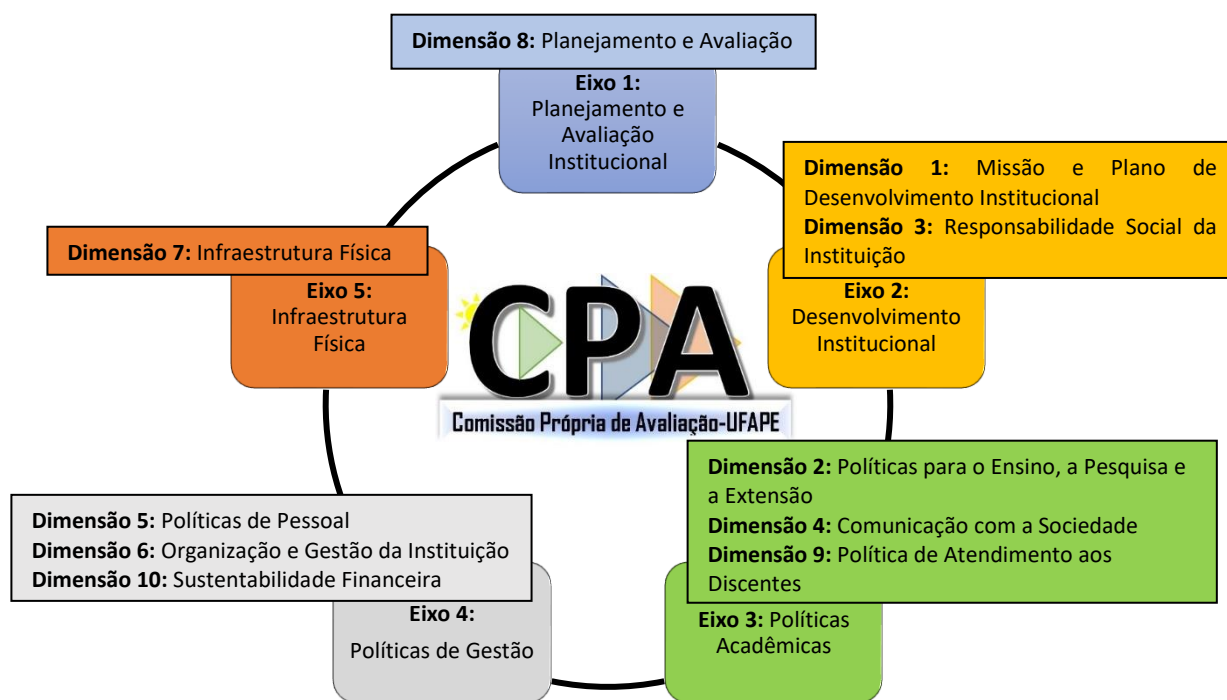 Dimensão 8: Planejamento e Avaliação
Eixo 1:
Planejamento e
Avaliação
Institucional
Dimensão 1: Missão e Plano de
Desenvolvimento Institucional
Dimensão 3: Responsabilidade Social da
Instituição
Eixo 2:
Desenvolvimento
Institucional
Dimensão 7: Infraestrutura Física
Eixo 5:
Infraestrutura
Física
CPA
Comissão Própria de Avaliação-UFAPE
Dimensão 2: Políticas para o Ensino, a Pesquisa e
a Extensão
Dimensão 4: Comunicação com a Sociedade
Dimensão 9: Política de Atendimento aos
Discentes
Eixo 3: Políticas
Acadêmicas
Dimensão 5: Políticas de Pessoal
Dimensão 6: Organização e Gestão da Instituição
Dimensão 10: Sustentabilidade Financeira
Eixo 4:
Políticas de Gestão